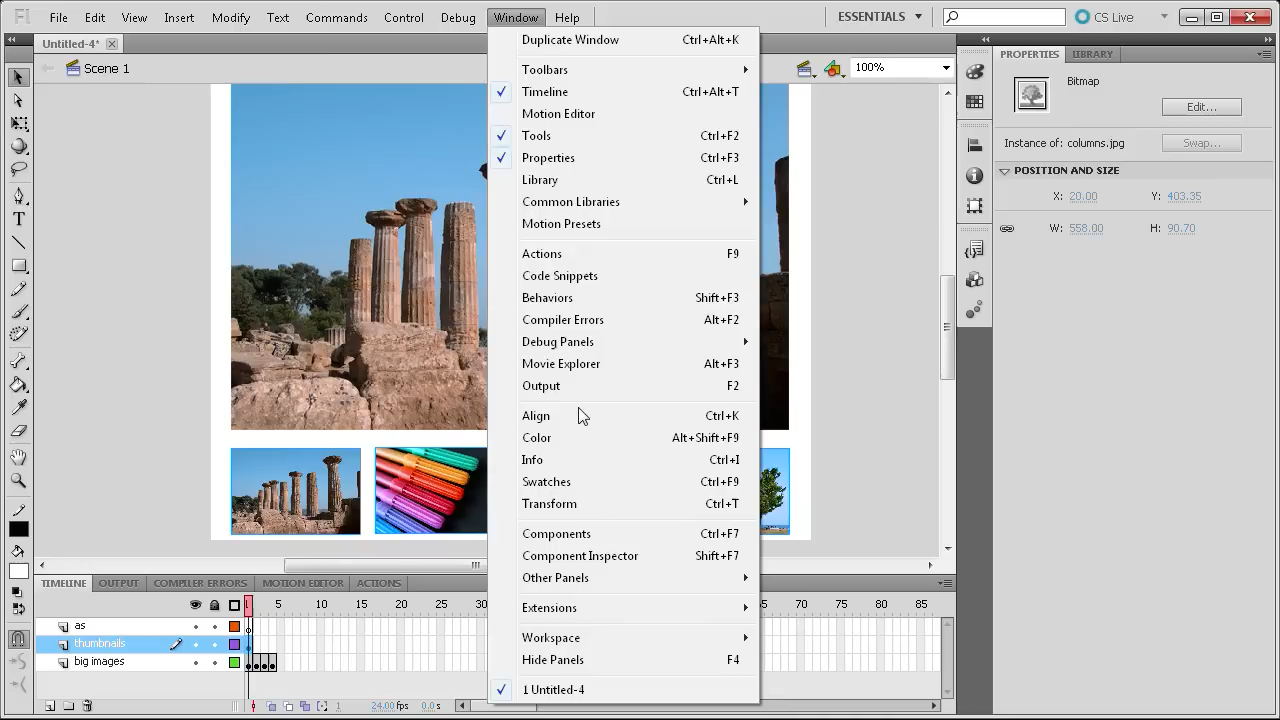 Fl File Edit View Insert Modify Text Commands Control Debug Window Help ESSENTIALS CS Live
Untitled-4*
Scene 1 100%
Duplicate Window Ctrl+Alt+K
Toolbars
Timeline Ctrl+Alt+T
Motion Editor
Tools Ctrl+F2
Properties Ctrl+F3
Library Ctrl+L
Common Libraries
Motion Presets
Actions F9
Code Snippets
Behaviors Shift+F3
Compiler Errors Alt+F2
Debug Panels
Movie Explorer Alt+F3
Output F2
Align Ctrl+K
Color Alt+Shift+F9
Info Ctrl+I
Swatches Ctrl+F9
Transform Ctrl+T
Components Ctrl+F7
Component Inspector Shift+F7
Other Panels
Extensions
Workspace
Hide Panels F4
1 Untitled-4
PROPERTIES LIBRARY
Bitmap
Edit...
Instance of: columns.jpg Swap...
POSITION AND SIZE
X: 20.00 Y: 403.35
W: 558.00 H: 90.70
TIMELINE OUTPUT COMPILER ERRORS MOTION EDITOR ACTIONS
1 5 10 15 20 25 30 65 70 75 80 85
as
thumbnails
big images
1 24.00 fps 0.0 s